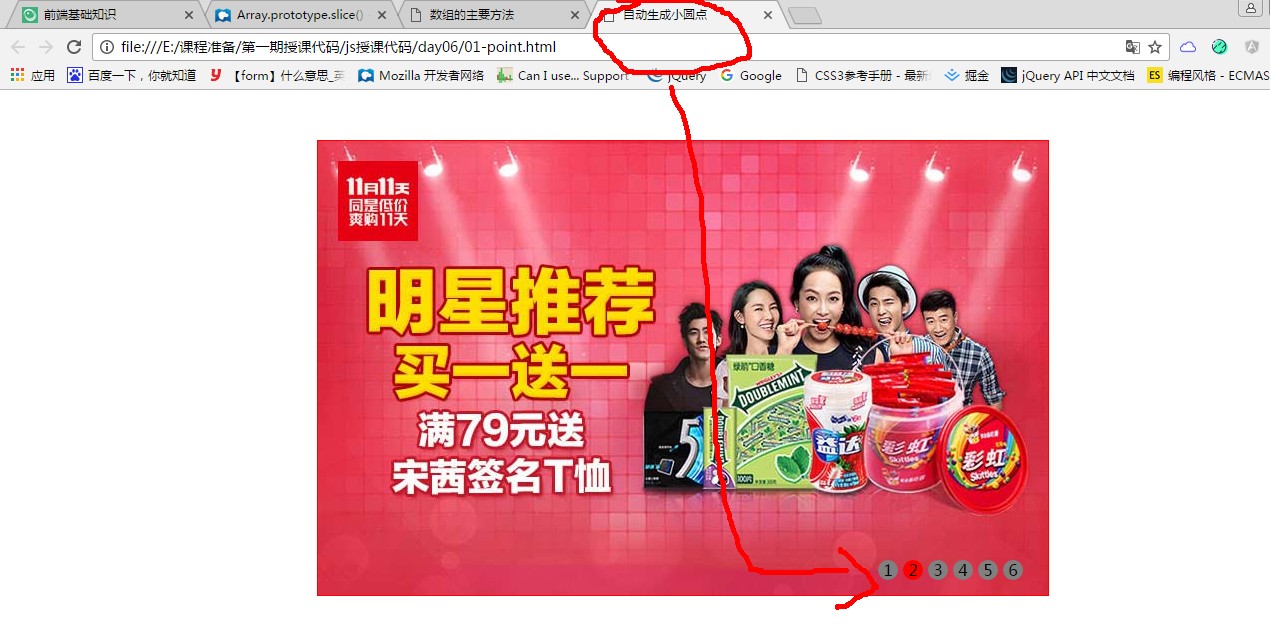 前端基础知识
Array.prototype.slice()
数组的主要方法
自动生成小圆点
file:///E:/课程准备/第一期授课代码/js授课代码/day06/01-point.html
应用
百度一下，你就知道
【form】什么意思_英
Mozilla 开发者网络
Can I use... Support
jQuery
Google
CSS3参考手册 - 最新
掘金
jQuery API 中文文档
ES
编程风格 - ECMAS
11月11天
同是低价
爽购11天
明星推荐
买一送一
满79元送
宋茜签名T恤
绿箭®口香糖
DOUBLEMINT
5
益达
彩虹
Skittles
彩虹
Skittles
1 2 3 4 5 6